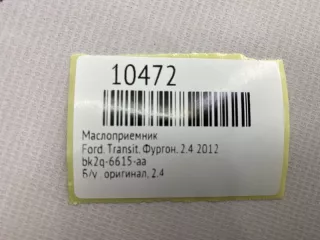 10472
Маслоприемник
Ford, Transit, Фургон, 2.4 2012
bk2q-6615-aa
Б/у , оригинал, 2.4